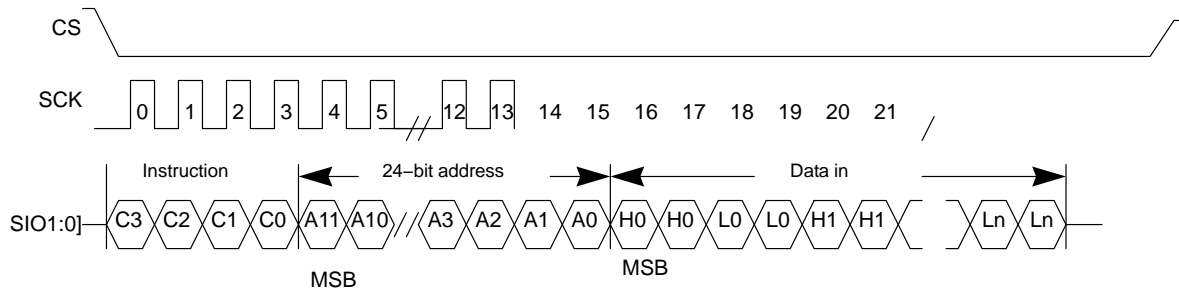 CS
SCK 0 1 2 3 4 5 12 13 14 15 16 17 18 19 20 21
Instruction 24−bit address Data in
SIO1:0] C3 C2 C1 C0 A11 A10 A3 A2 A1 A0 H0 H0 L0 L0 H1 H1 Ln Ln
MSB MSB